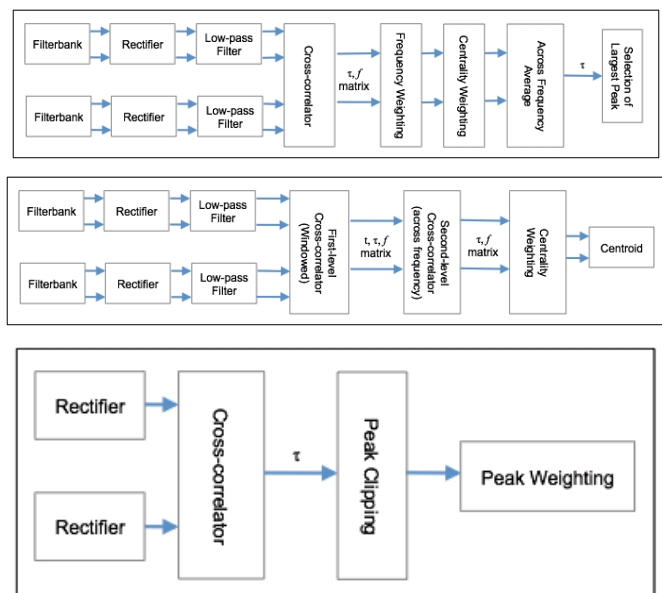 Filterbank
Rectifier
Low-pass
Filter
Filterbank
Rectifier
Low-pass
Filter
Cross-correlator
τ, f
matrix
Frequency Weighting
Centrality Weighting
Across Frequency
Average
τ
Selection of
Largest Peak
Filterbank
Rectifier
Low-pass
Filter
Filterbank
Rectifier
Low-pass
Filter
First-level
Cross-correlator
(Windowed)
t, τ, f
matrix
Second-level
Cross-correlator
(across frequency)
τ, f
matrix
Centrality
Weighting
Centroid
Rectifier
Rectifier
Cross-correlator
τ
Peak Clipping
Peak Weighting